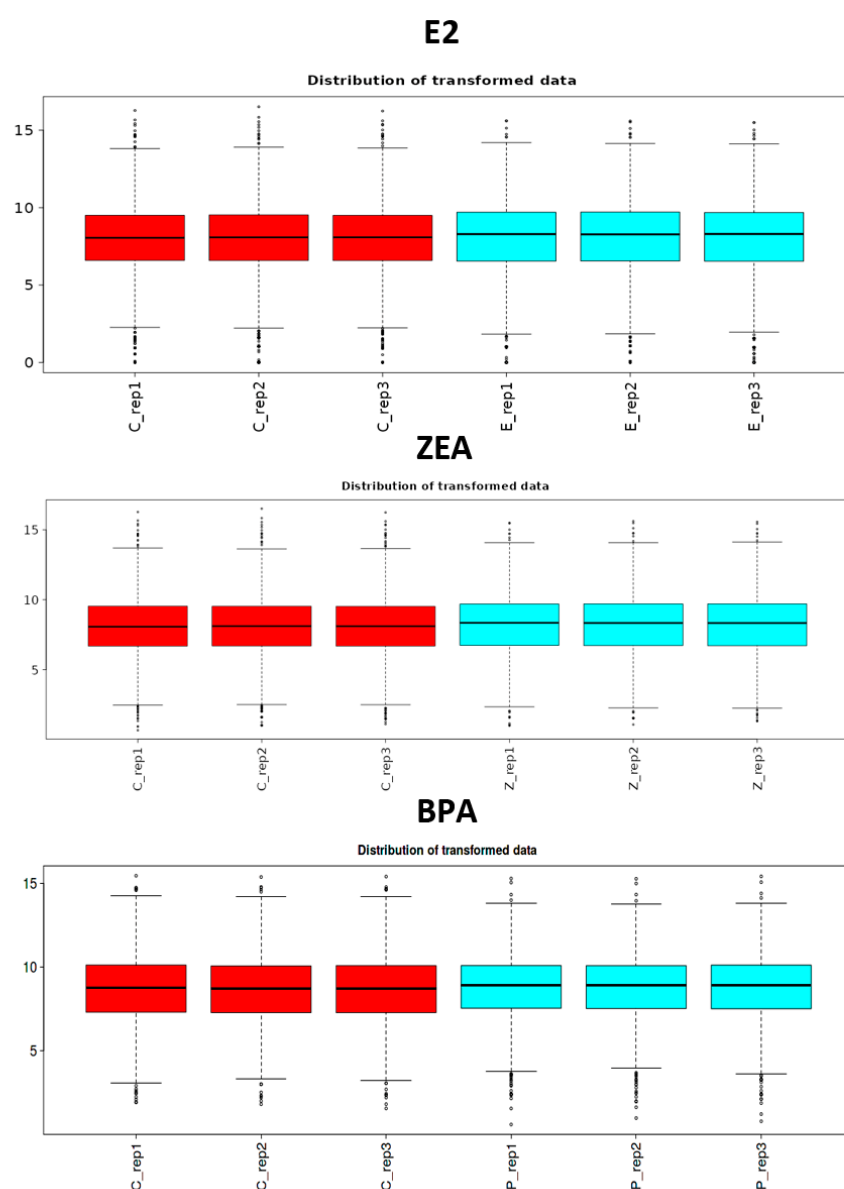 E2
Distribution of transformed data
15
10
5
0
C_rep1
C_rep2
C_rep3
E_rep1
E_rep2
E_rep3
ZEA
Distribution of transformed data
15
10
5
C_rep1
C_rep2
C_rep3
Z_rep1
Z_rep2
Z_rep3
BPA
Distribution of transformed data
15
10
5
C_rep1
C_rep2
C_rep3
P_rep1
P_rep2
P_rep3